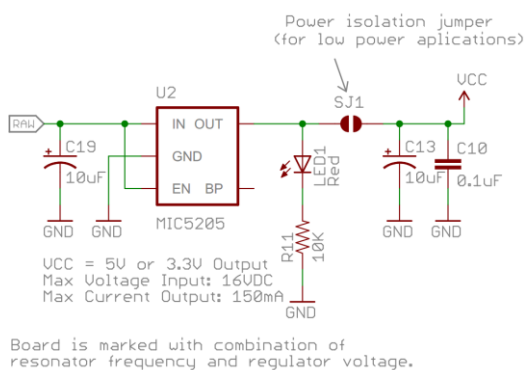 Power isolation jumper
(for low power aplications)
VCC
U2
SJ1
RAW
IN OUT
C19
GND
C13
C10
LED1
Red
10uF
EN BP
10uF
0.1uF
GND
GND
MIC5205
R11
10K
GND
GND
VCC = 5V or 3.3V Output
Max Voltage Input: 16VDC
Max Current Output: 150mA
GND
Board is marked with combination of
resonator frequency and regulator voltage.